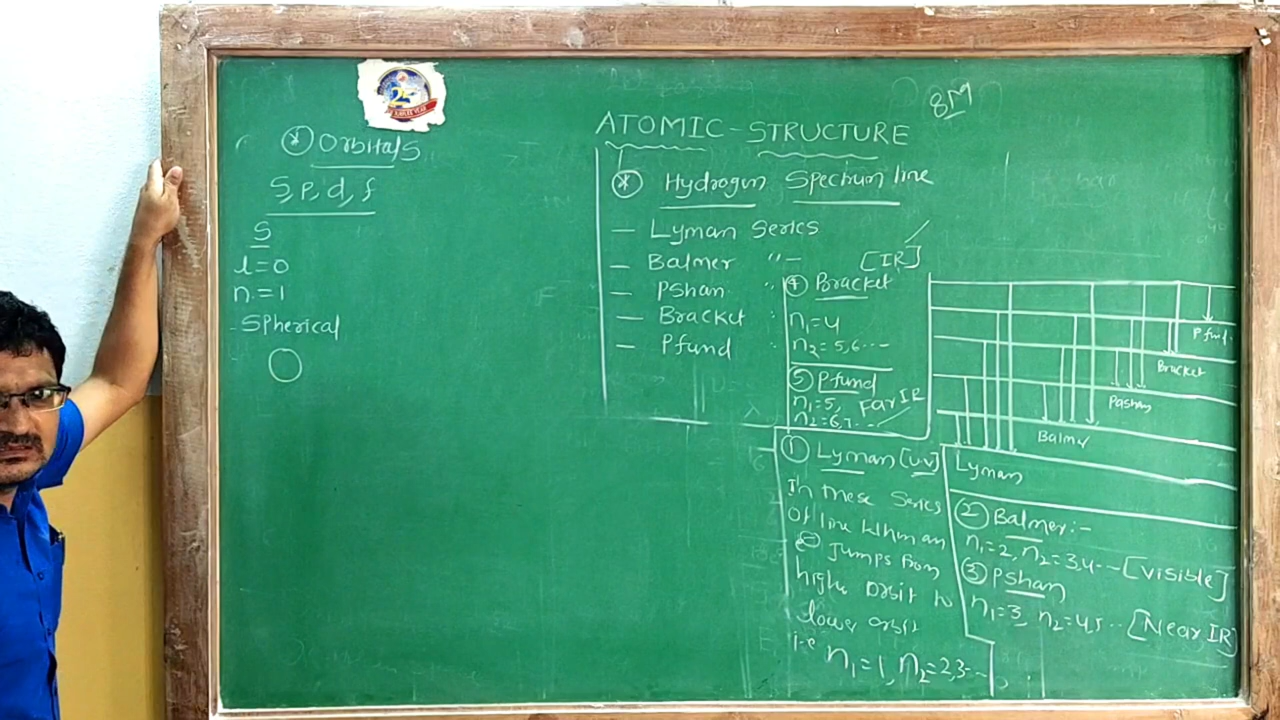 8M
ATOMIC-STRUCTURE
* Orbitals
S, P, d, f
S
l=0
n=1
- Spherical
* Hydrogen Spectrum line
— Lyman Series
— Balmer "–
— PShan "
— Bracket "
— Pfund "
[IR]
4 Bracket
n₁=4
n₂=5,6---
5 Pfund
n₁=5, Far IR
n₂=6,7---
Pfund.
Bracket
Pashan
Balmer
Lyman
1 Lyman [U.V]
In these Series
Of line when an
e⊖ Jumps from
higher Orbit to
lower orbit
i.e
n₁=1, n₂=2,3---
2 Balmer:-
n₁=2, n₂=3,4--- [visible]
3 PShan
n₁=3, n₂=4,5-- [Near IR]
25